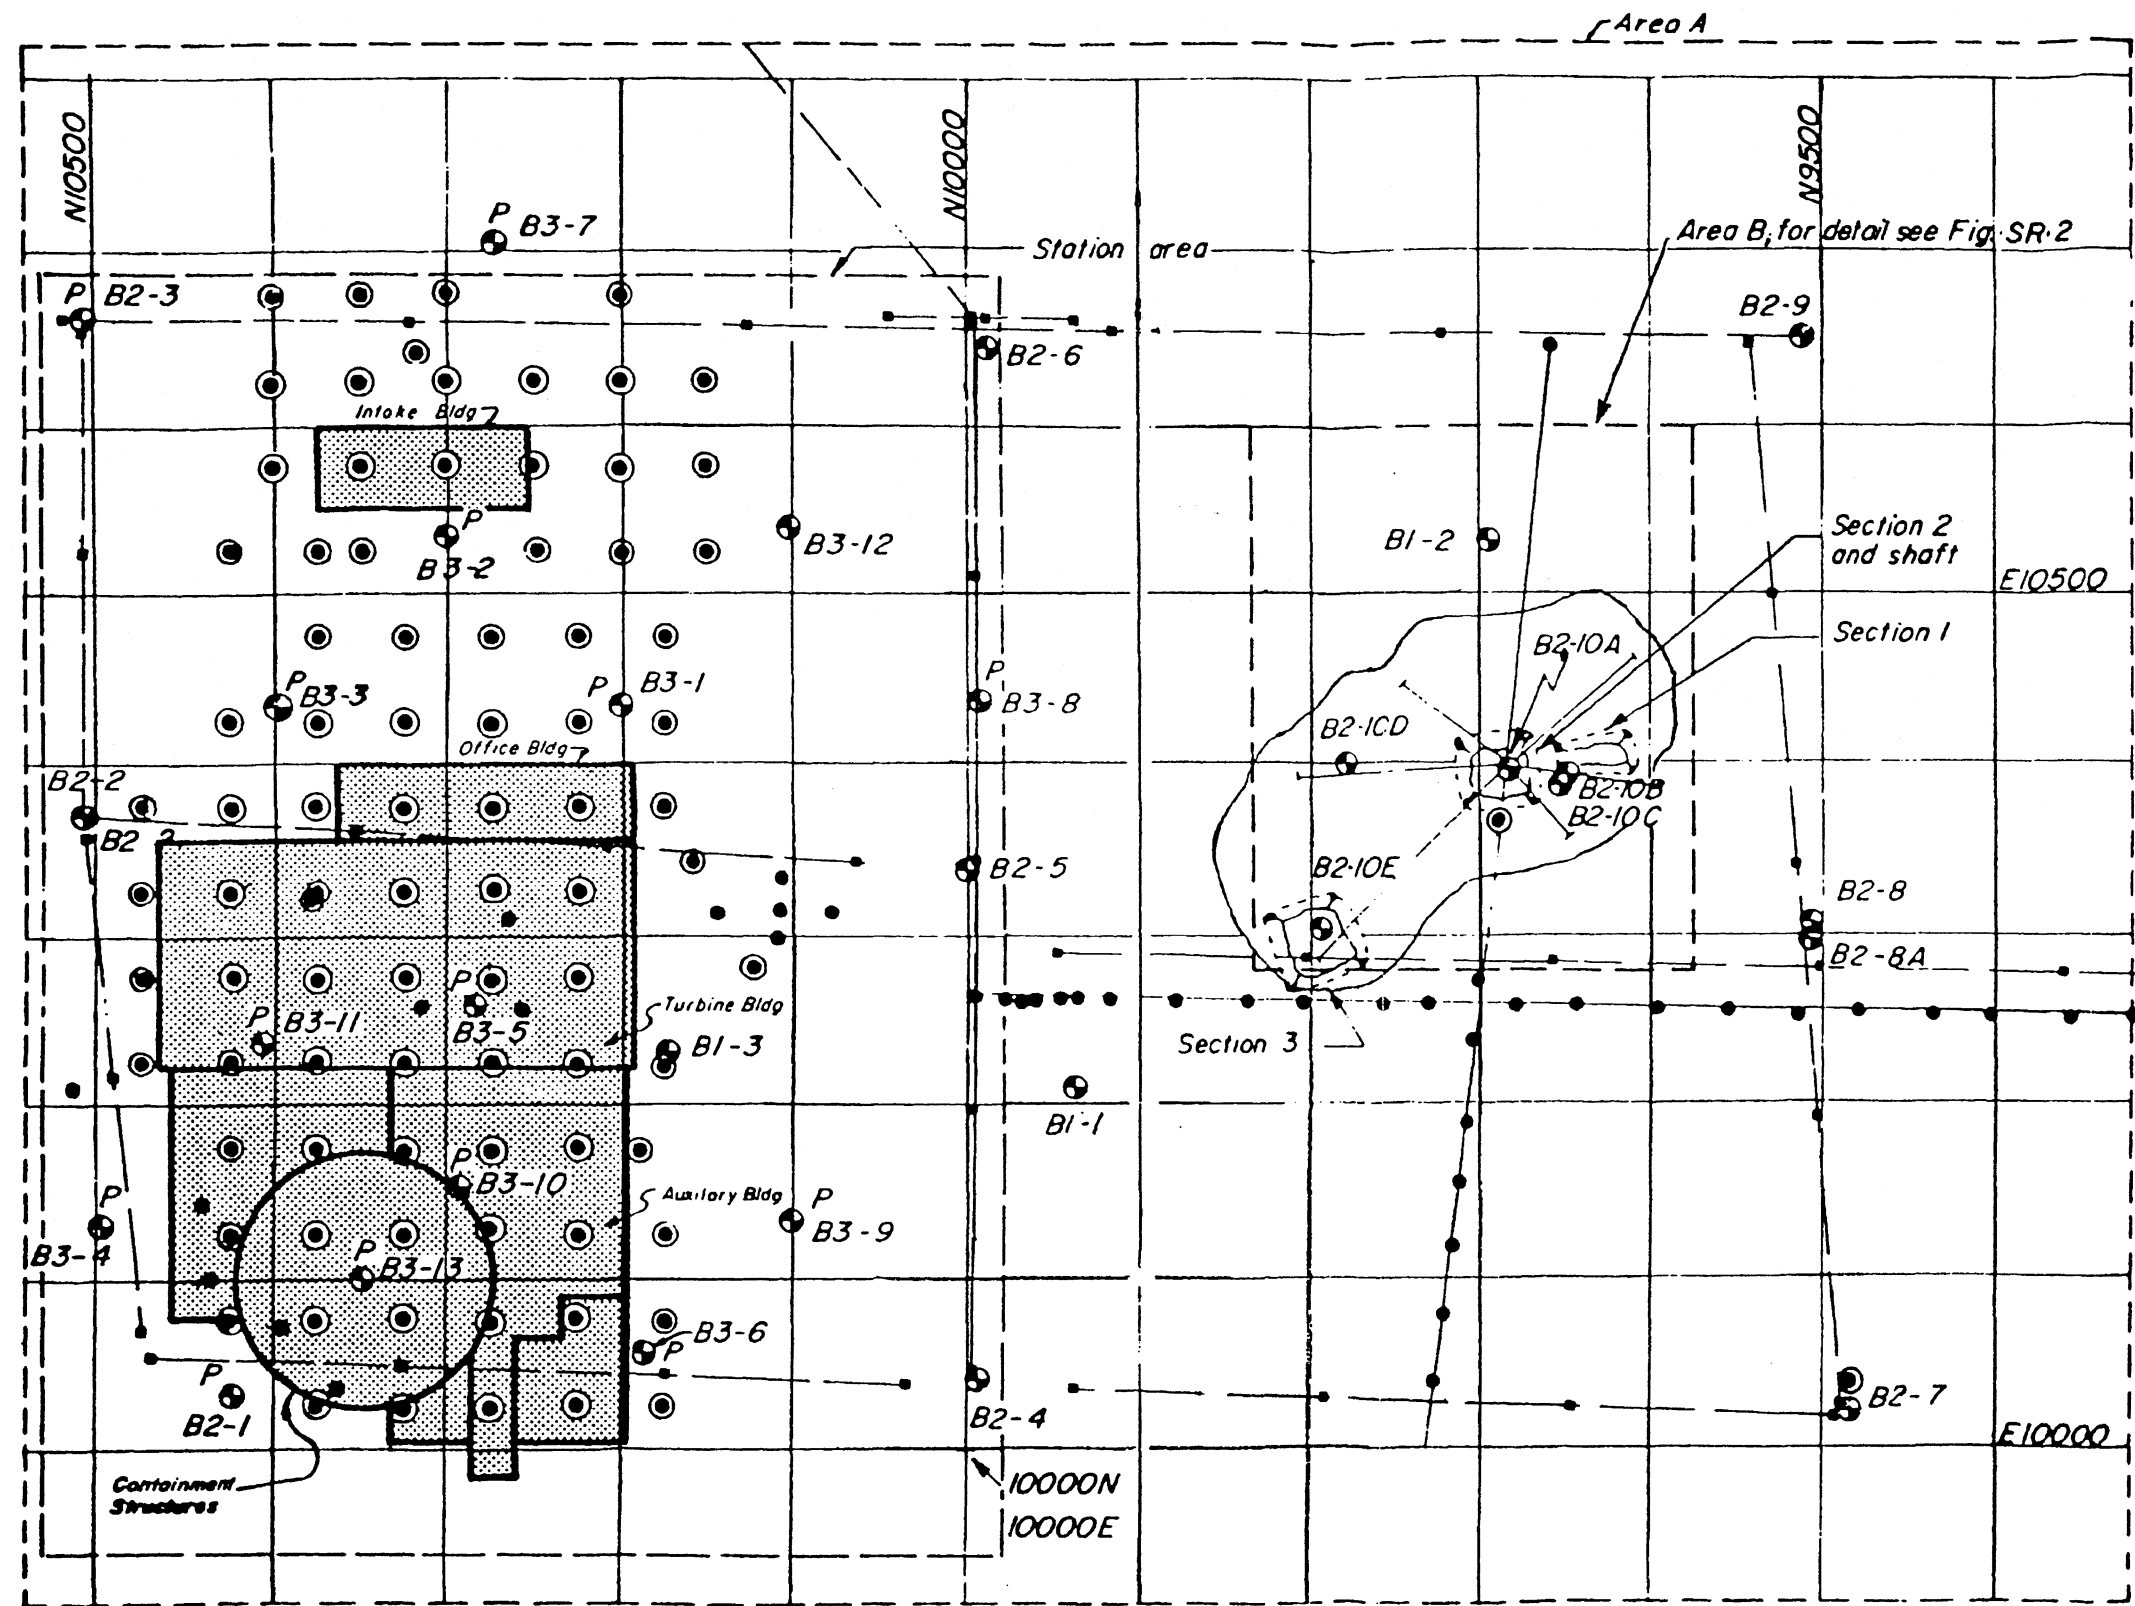 Area A
N10500
N10000
N9500
P
B3-7
Station area
Area B, for detail see Fig. SR-2
P
B2-3
B2-9
B2-6
Intake Bldg
P
B3-2
B3-12
B1-2
Section 2
and shaft
E10500
Section 1
B2-10A
P
B3-3
P
B3-1
P
B3-8
B2-10D
Office Bldg
B2-2
B2-10B
B2-10C
B2
B2-5
B2-10E
B2-8
B2-8A
P
B3-5
Turbine Bldg
P
B3-11
B1-3
Section 3
B1-1
P
B3-10
Auxilary Bldg
P
B3-9
P
B3-4
P
B3-13
B3-6
P
P
B2-1
B2-4
B2-7
E10000
Containment
Structures
10000N
10000E